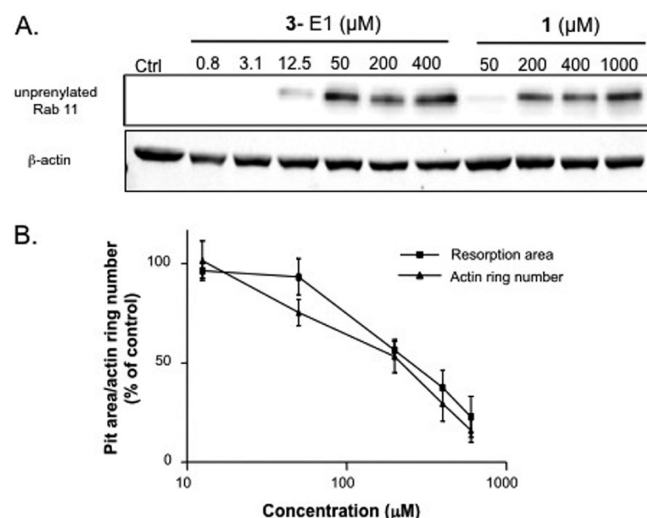 A.
3- E1 (µM)
1 (µM)
Ctrl 0.8 3.1 12.5 50 200 400 50 200 400 1000
unprenylated
Rab 11
β-actin
B.
Resorption area
Actin ring number
Pit area/actin ring number
(% of control)
100
50
0
10 100 1000
Concentration (µM)